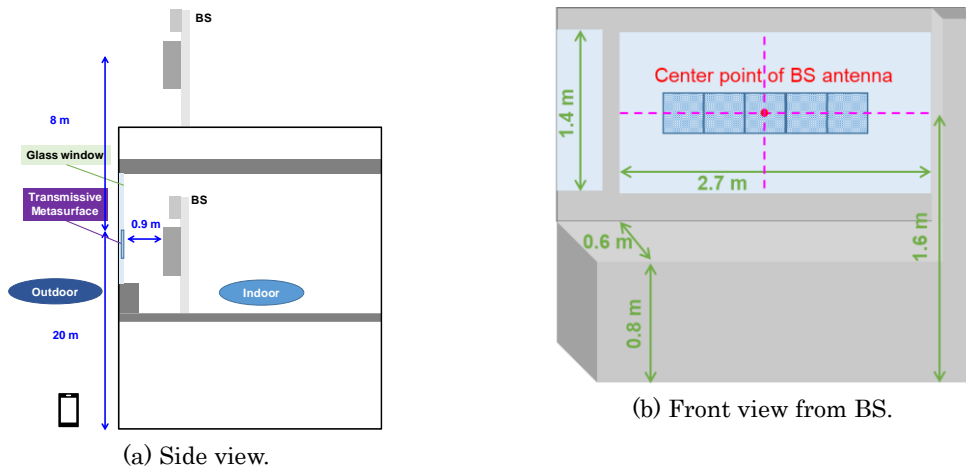 BS
8 m
Glass window
Transmissive
Metasurface
BS
0.9 m
Outdoor
Indoor
20 m
(a) Side view.
Center point of BS antenna
1.4 m
2.7 m
0.6 m
1.6 m
0.8 m
(b) Front view from BS.